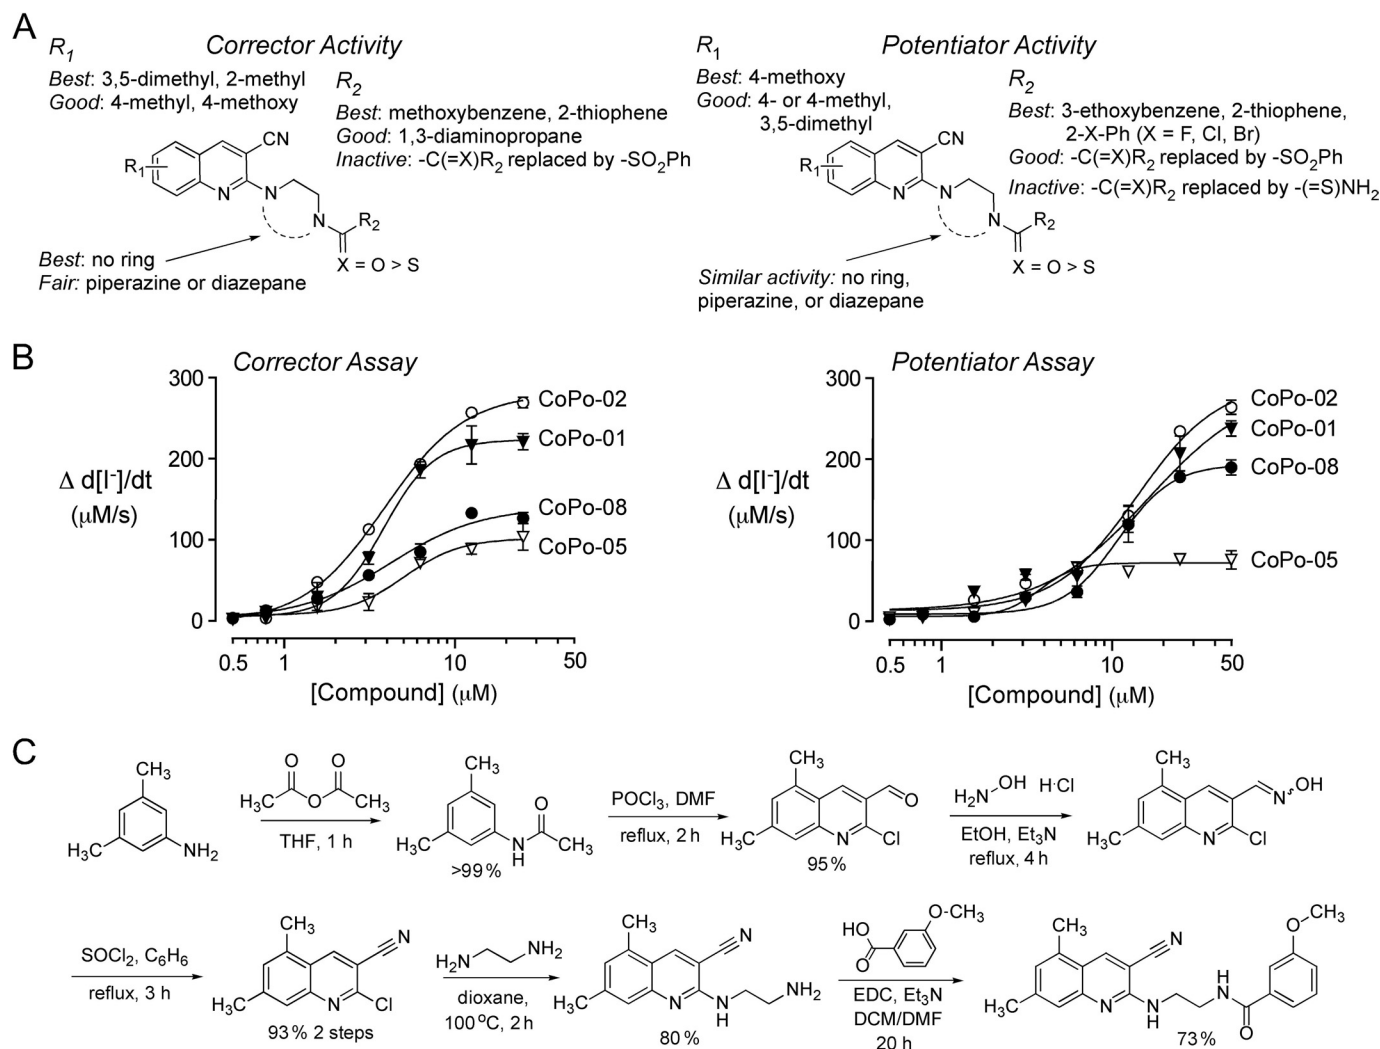 A
R1
Corrector Activity
Best: 3,5-dimethyl, 2-methyl
Good: 4-methyl, 4-methoxy
R2
Best: methoxybenzene, 2-thiophene
Good: 1,3-diaminopropane
Inactive: -C(=X)R2 replaced by -SO2Ph
R1
CN
N
N
N
R2
X = O > S
Best: no ring
Fair: piperazine or diazepane
R1
Potentiator Activity
Best: 4-methoxy
Good: 4- or 4-methyl,
3,5-dimethyl
R2
Best: 3-ethoxybenzene, 2-thiophene,
2-X-Ph (X = F, Cl, Br)
Good: -C(=X)R2 replaced by -SO2Ph
Inactive: -C(=X)R2 replaced by -(=S)NH2
R1
CN
N
N
N
R2
X = O > S
Similar activity: no ring,
piperazine, or diazepane
B
Corrector Assay
300
200
100
0
Δ d[I-]/dt
(μM/s)
CoPo-02
CoPo-01
CoPo-08
CoPo-05
0.5
1
10
50
[Compound] (μM)
Potentiator Assay
300
200
100
0
Δ d[I-]/dt
(μM/s)
CoPo-02
CoPo-01
CoPo-08
CoPo-05
0.5
1
10
50
[Compound] (μM)
C
CH3
CH3
NH2
O
O
H3C
O
CH3
THF, 1 h
CH3
CH3
O
N
H
CH3
>99%
POCl3, DMF
reflux, 2 h
CH3
O
CH3
N
Cl
95%
H2N
OH
H·Cl
EtOH, Et3N
reflux, 4 h
CH3
OH
N
CH3
N
Cl
SOCl2, C6H6
reflux, 3 h
CH3
N
CH3
N
Cl
93% 2 steps
NH2
NH2
dioxane,
100 oC, 2 h
CH3
N
CH3
N
N
H
NH2
80%
O-CH3
HO
O
EDC, Et3N
DCM/DMF
20 h
CH3
N
O
CH3
CH3
N
N
H
H
N
O
73%